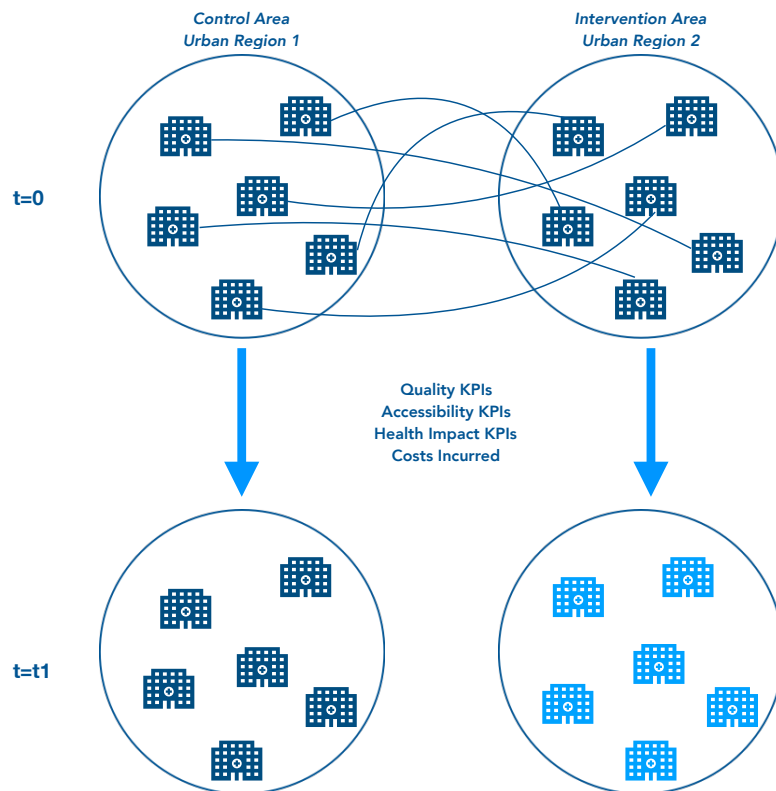 Control Area
Urban Region 1
Intervention Area
Urban Region 2
t=0
Quality KPIs
Accessibility KPIs
Health Impact KPIs
Costs Incurred
t=t1